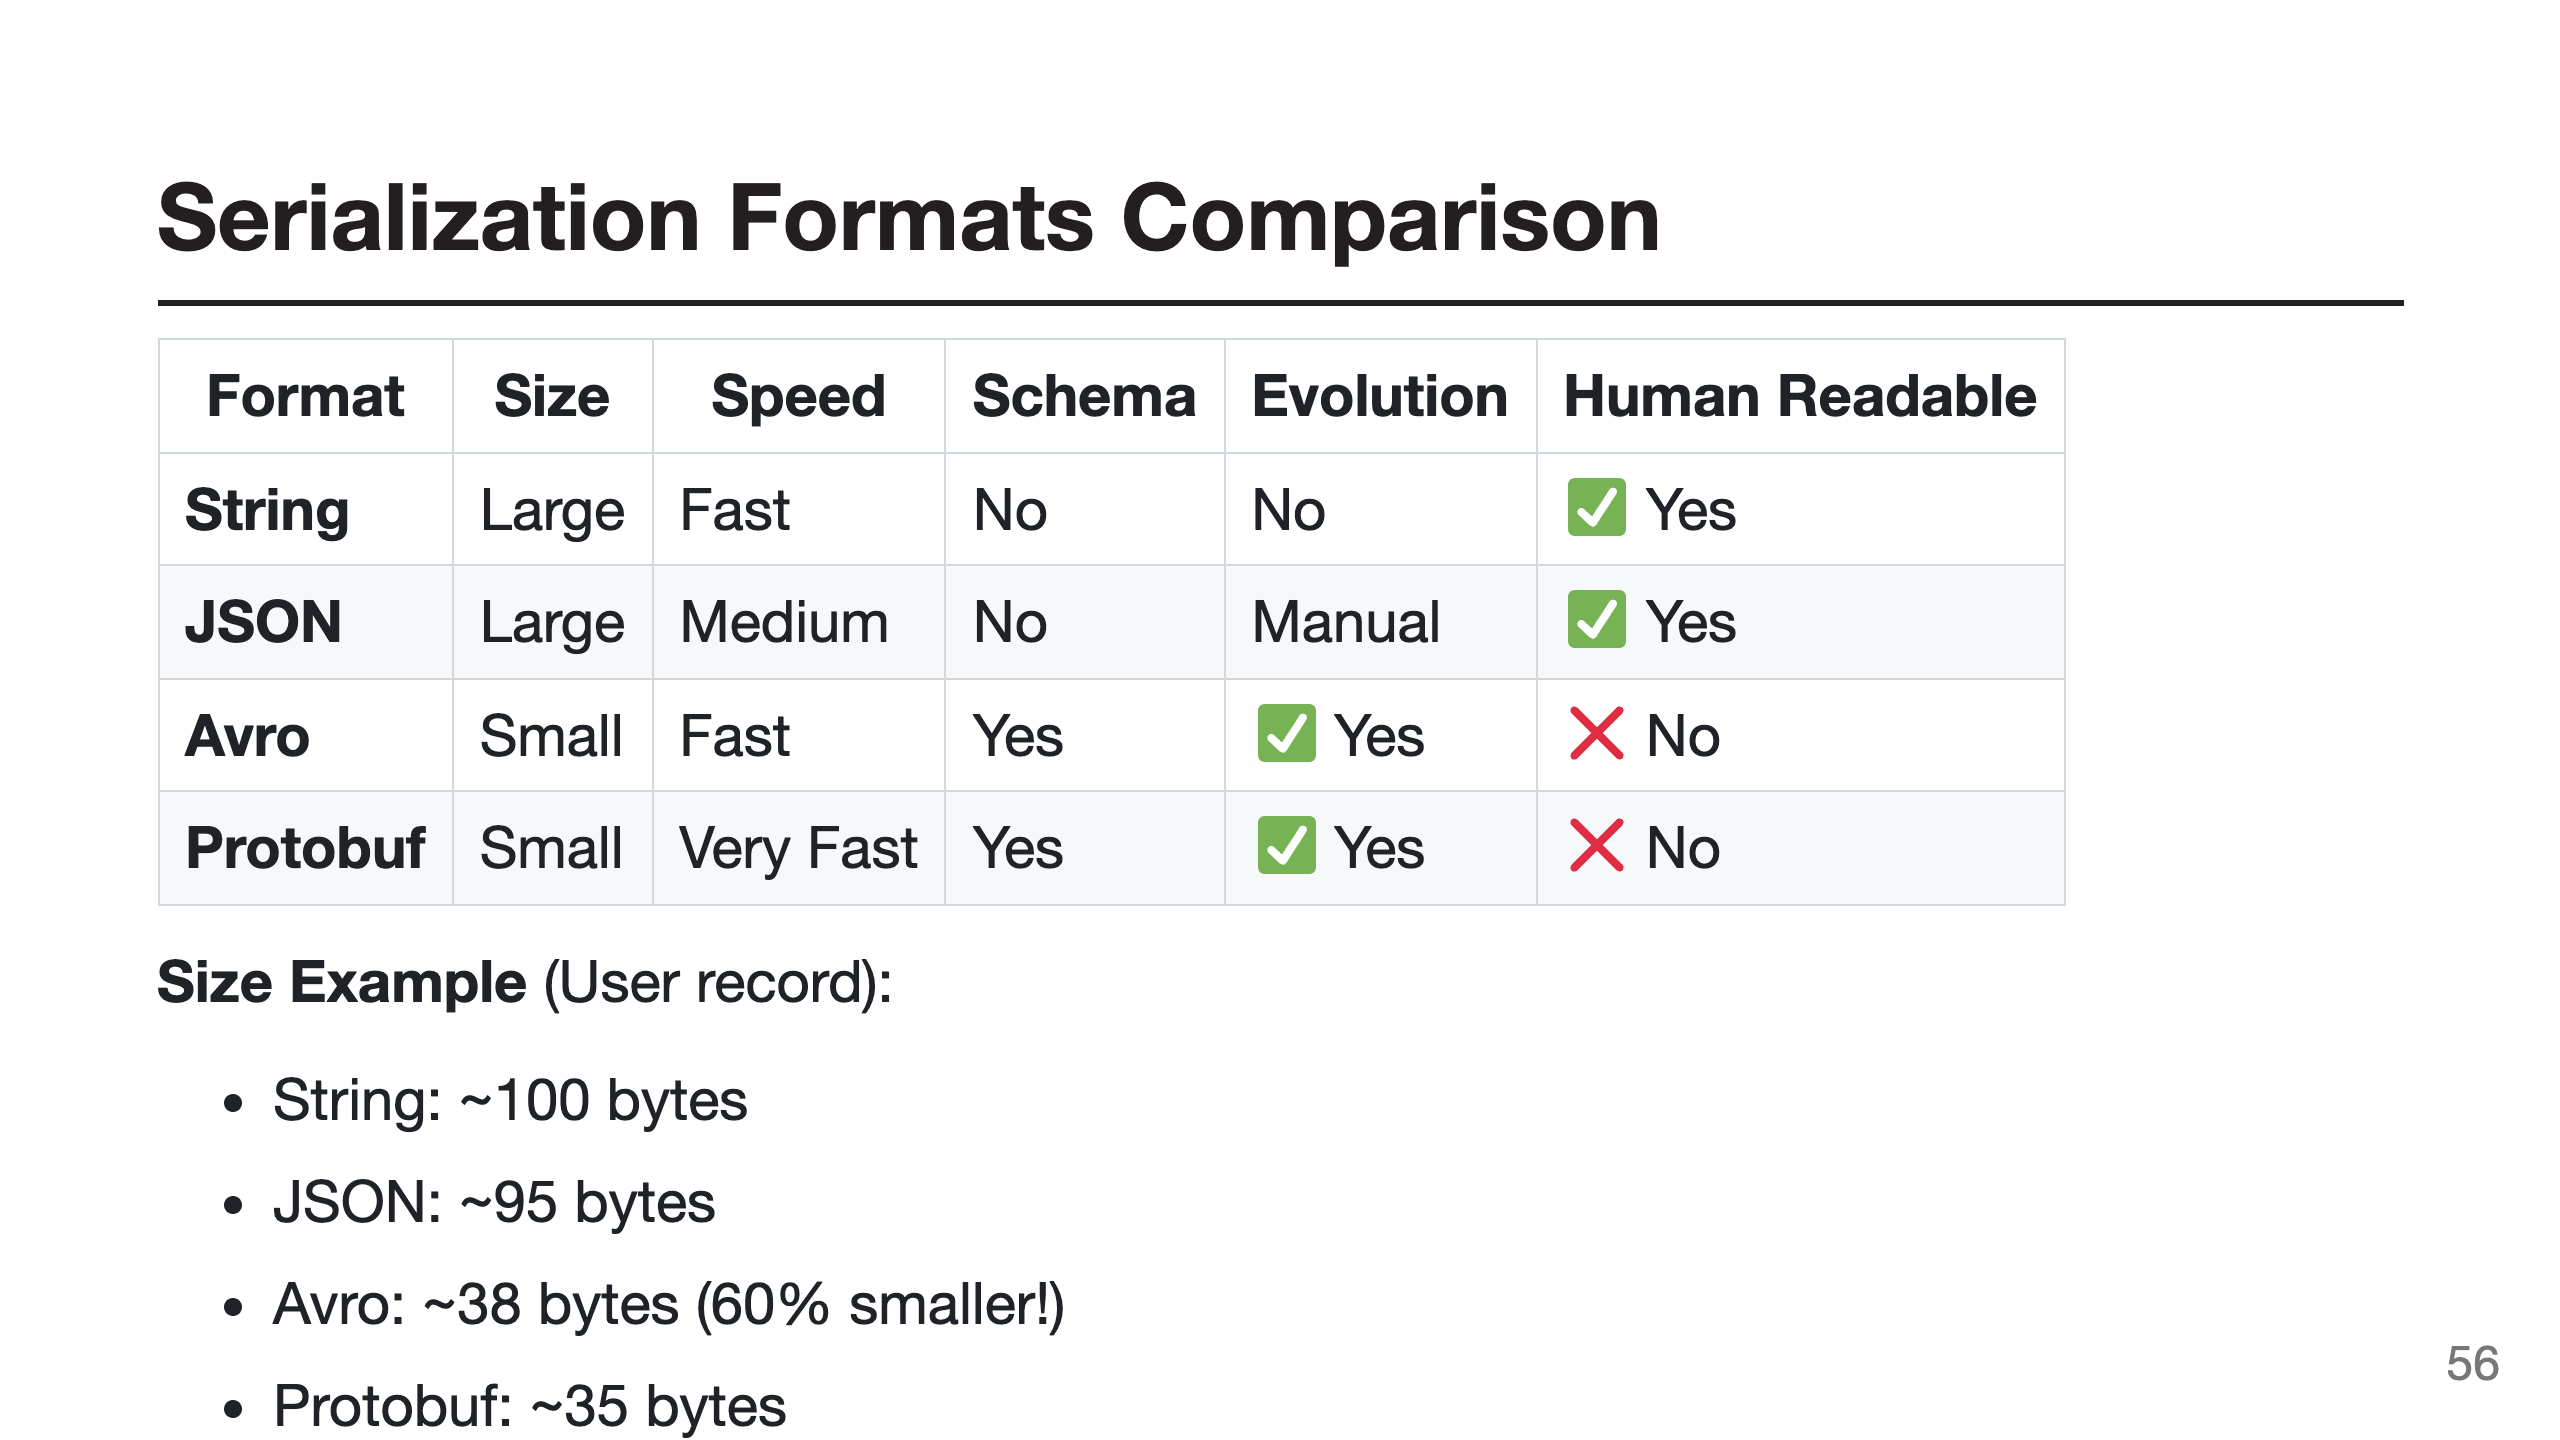 Serialization Formats Comparison
Format Size Speed Schema Evolution Human Readable
String Large Fast No No ✅ Yes
JSON Large Medium No Manual ✅ Yes
Avro Small Fast Yes ✅ Yes ❌ No
Protobuf Small Very Fast Yes ✅ Yes ❌ No
Size Example (User record):
• String: ~100 bytes
• JSON: ~95 bytes
• Avro: ~38 bytes (60% smaller!)
• Protobuf: ~35 bytes
56